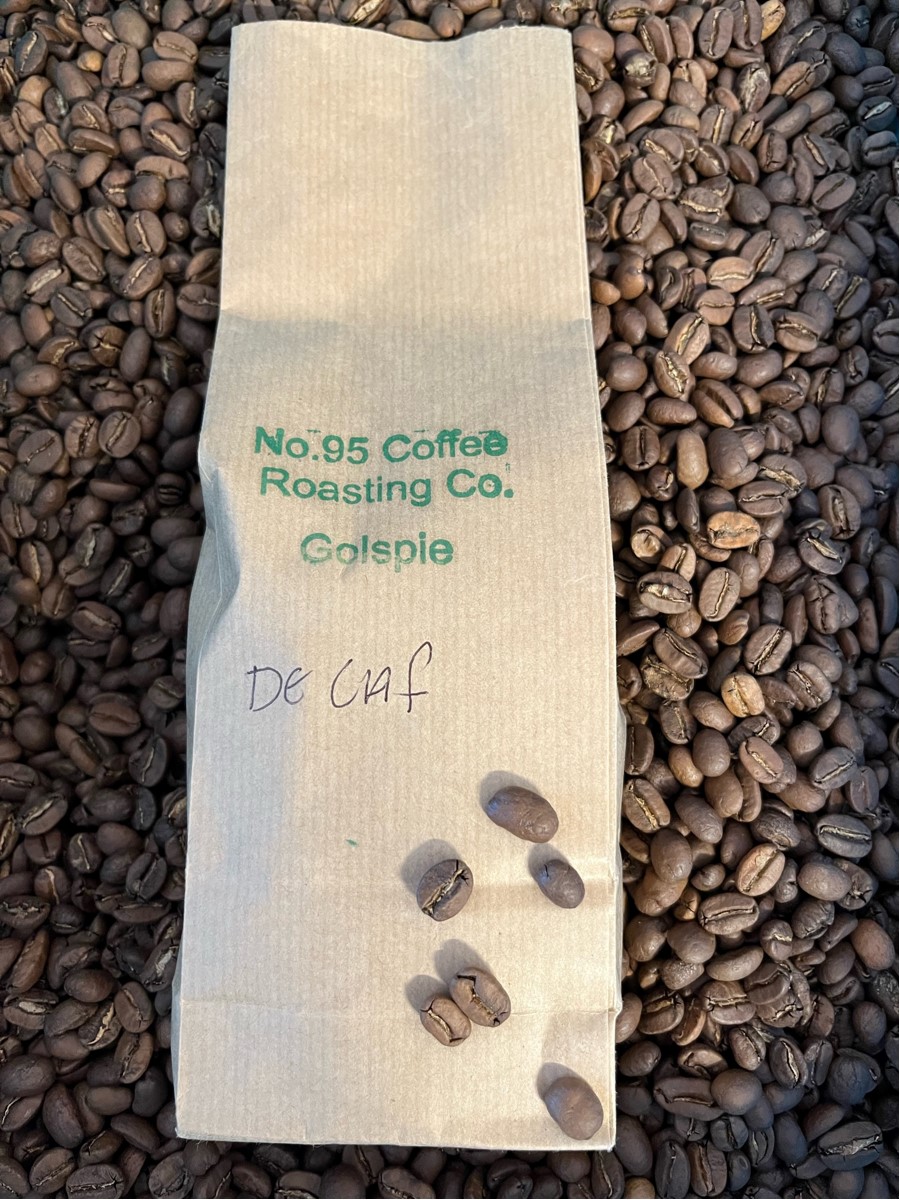 No.95 Coffee
Roasting Co.
Golspie
DE CAf